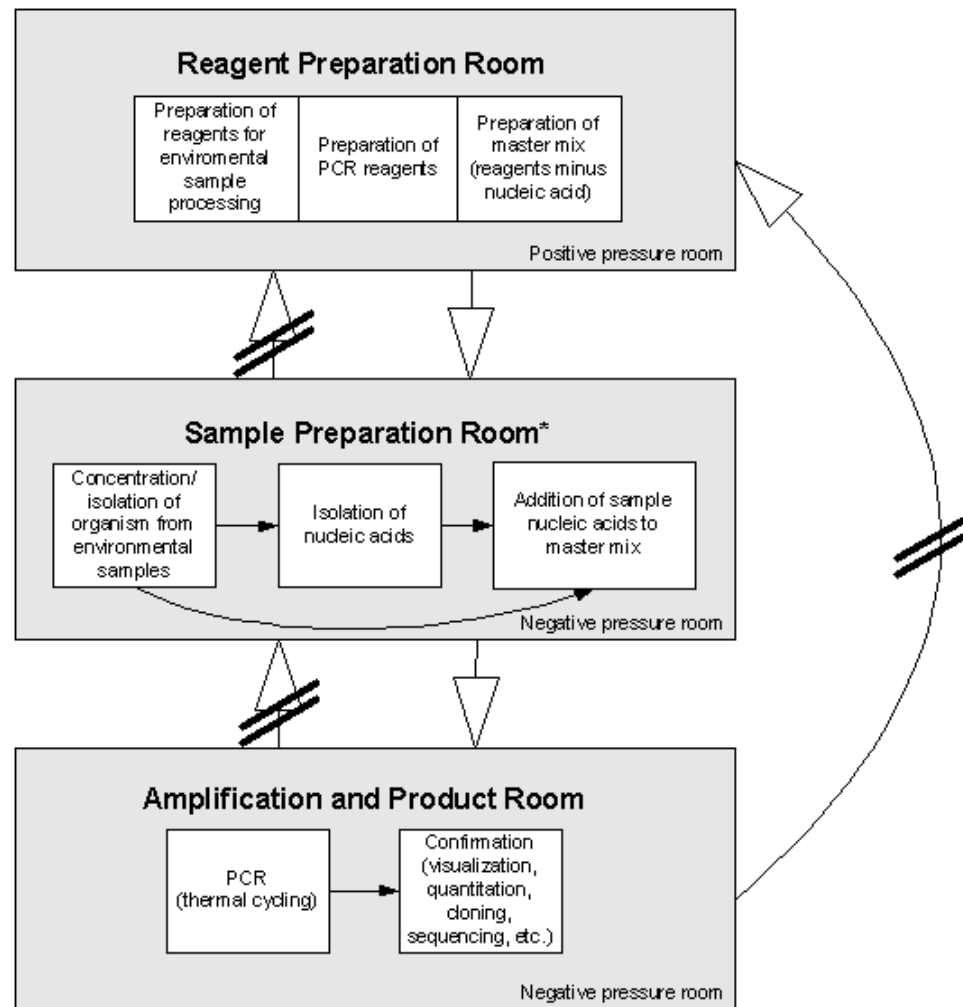 Reagent Preparation Room
Preparation of
reagents for
enviromental
sample
processing
Preparation of
PCR reagents
Preparation of
master mix
(reagents minus
nucleic acid)
Positive pressure room
Sample Preparation Room*
Concentration/
isolation of
organism from
environmental
samples
Isolation of
nucleic acids
Addition of sample
nucleic acids to
master mix
Negative pressure room
Amplification and Product Room
PCR
(thermal cycling)
Confirmation
(visualization,
quantitation,
cloning,
sequencing, etc.)
Negative pressure room